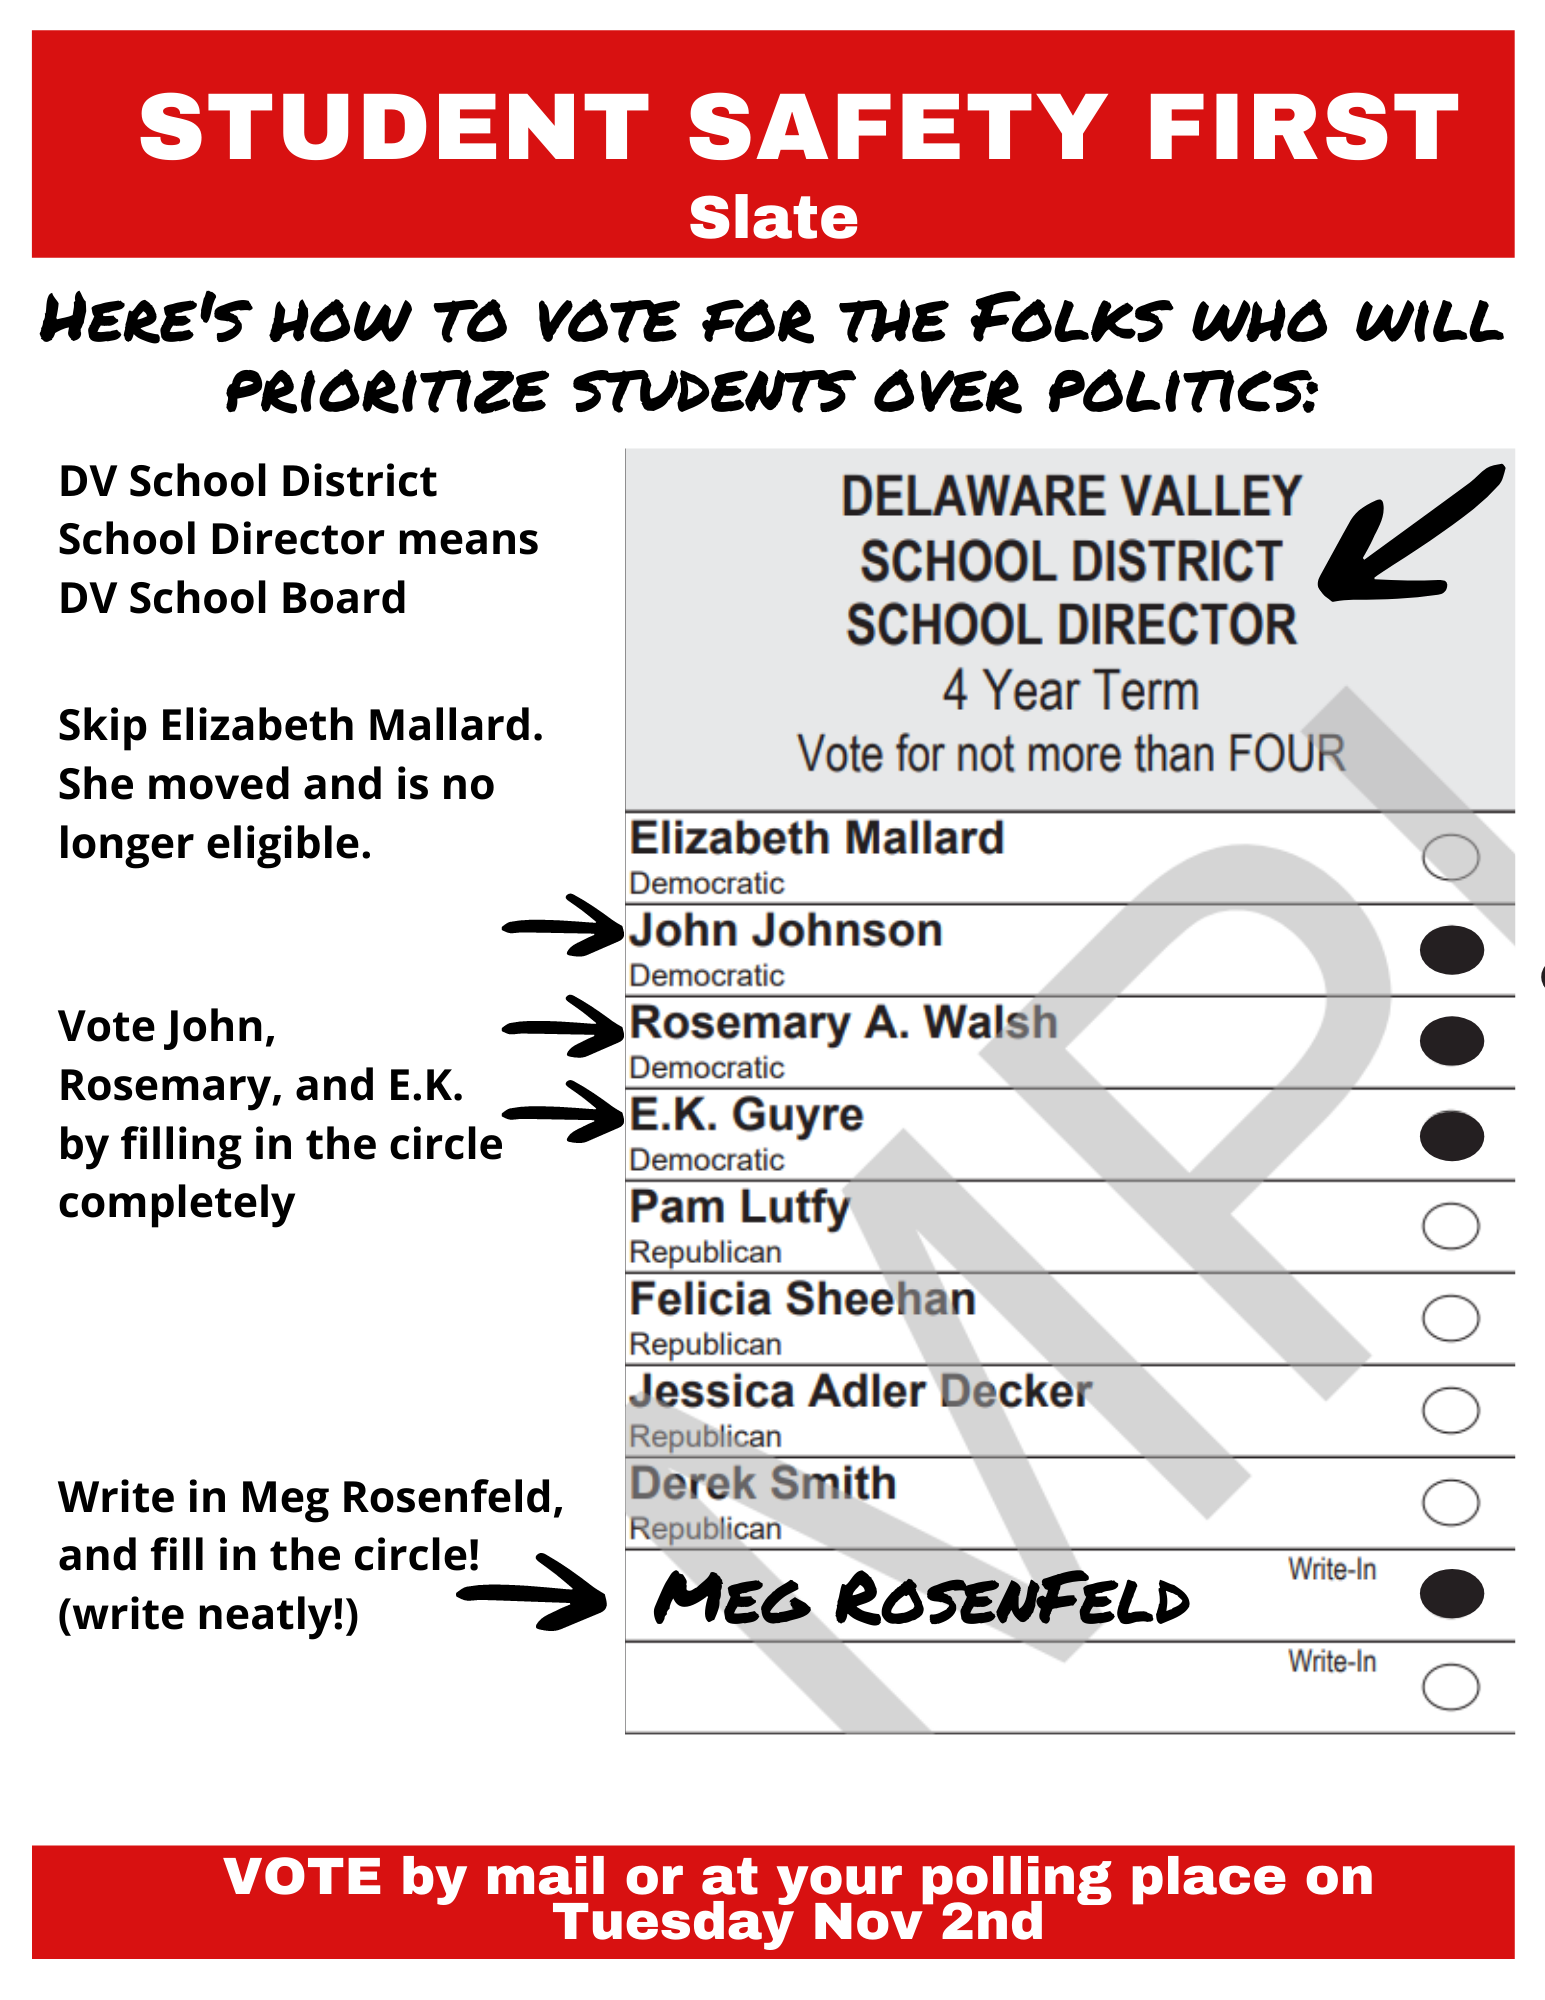 STUDENT SAFETY FIRST
Slate
HERE'S HOW TO VOTE FOR THE FOLKS WHO WILL
PRIORITIZE STUDENTS OVER POLITICS:
DV School District
School Director means
DV School Board
Skip Elizabeth Mallard.
She moved and is no
longer eligible.
Vote John,
Rosemary, and E.K.
by filling in the circle
completely
Write in Meg Rosenfeld,
and fill in the circle!
(write neatly!)
DELAWARE VALLEY
SCHOOL DISTRICT
SCHOOL DIRECTOR
4 Year Term
Vote for not more than FOUR
Elizabeth Mallard
Democratic
John Johnson
Democratic
Rosemary A. Walsh
Democratic
E.K. Guyre
Democratic
Pam Lutfy
Republican
Felicia Sheehan
Republican
Jessica Adler Decker
Republican
Derek Smith
Republican
Write-In
MEG ROSENFELD
Write-In
VOTE by mail or at your polling place on
Tuesday Nov 2nd